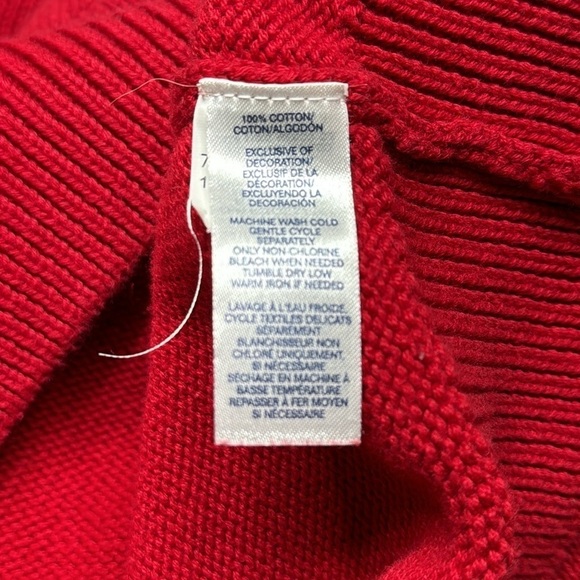 100% COTTON/
COTON/ALGODÓN
EXCLUSIVE OF
DECORATION/
EXCLUSIF DE LA
DÉCORATION/
EXCLUYENDO LA
DECORACIÓN
MACHINE WASH COLD
GENTLE CYCLE
SEPARATELY
ONLY NON CHLORINE
BLEACH WHEN NEEDED
TUMBLE DRY LOW
WARM IRON IF NEEDED
LAVAGE À L'EAU FROIDE,
CYCLE TEXTILES DÉLICATS
SÉPARÉMENT
BLANCHISSEUR NON
CHLORÉ UNIQUEMENT,
SI NÉCESSAIRE
SÉCHAGE EN MACHINE À
BASSE TEMPÉRATURE
REPASSER À FER MOYEN
SI NÉCESSAIRE
7
1